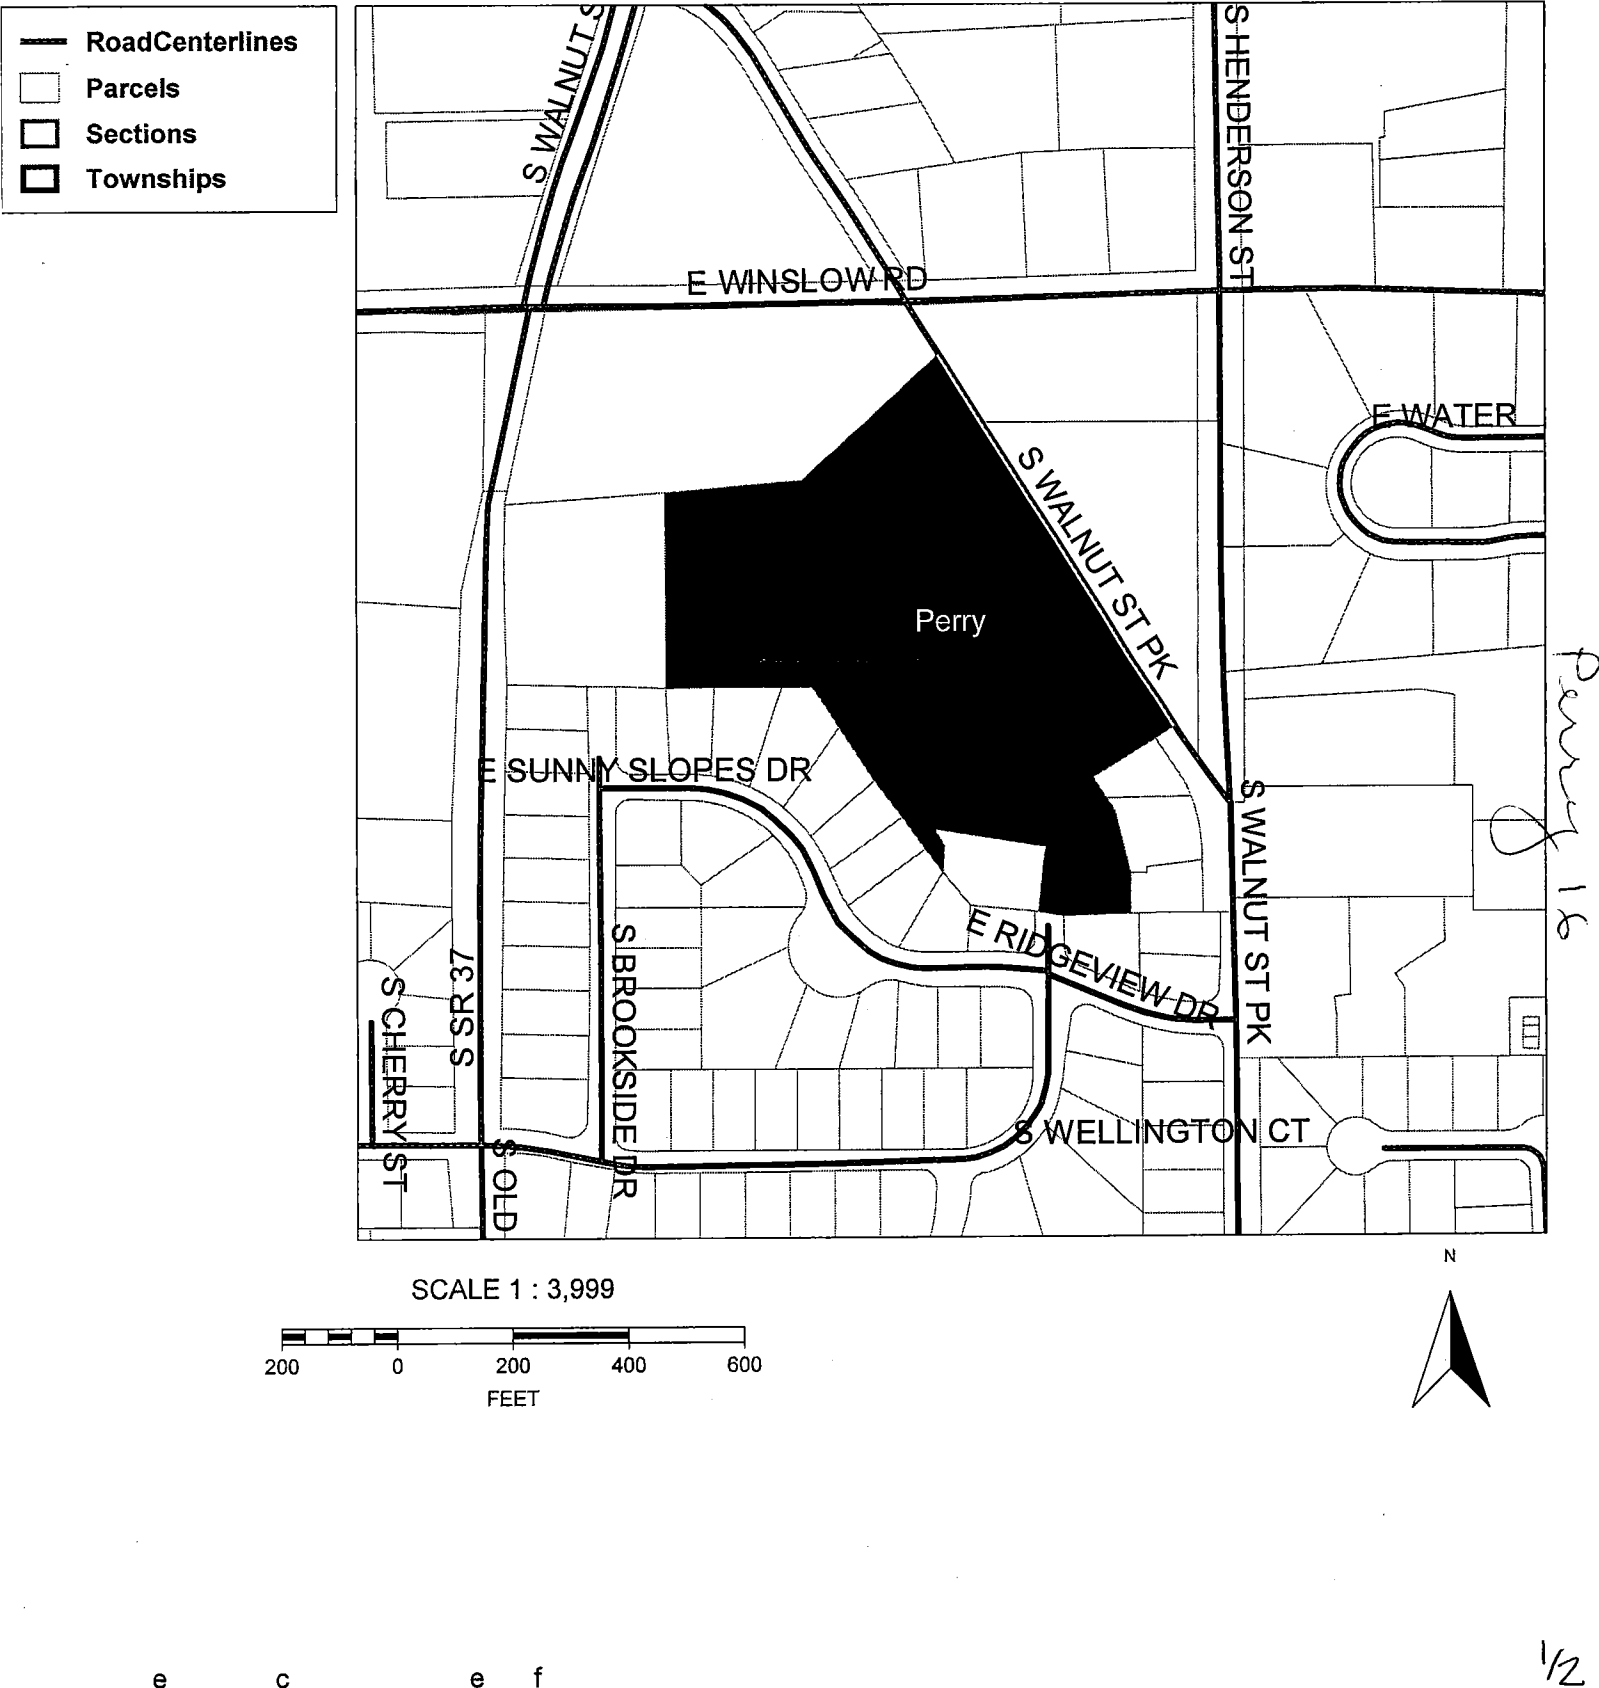 RoadCenterlines
Parcels
Sections
Townships
S WALNUT S
S HENDERSON ST
E WINSLOW RD
E WATER
S WALNUT ST PK
Perry
E SUNNY SLOPES DR
S WALNUT ST PK
E RIDGEVIEW DR
S BROOKSIDE DR
S SR 37
S CHERRY ST
S WELLINGTON CT
S OLD
Perry 18
N
SCALE 1 : 3,999
200 0 200 400 600
FEET
e c e f
1/2